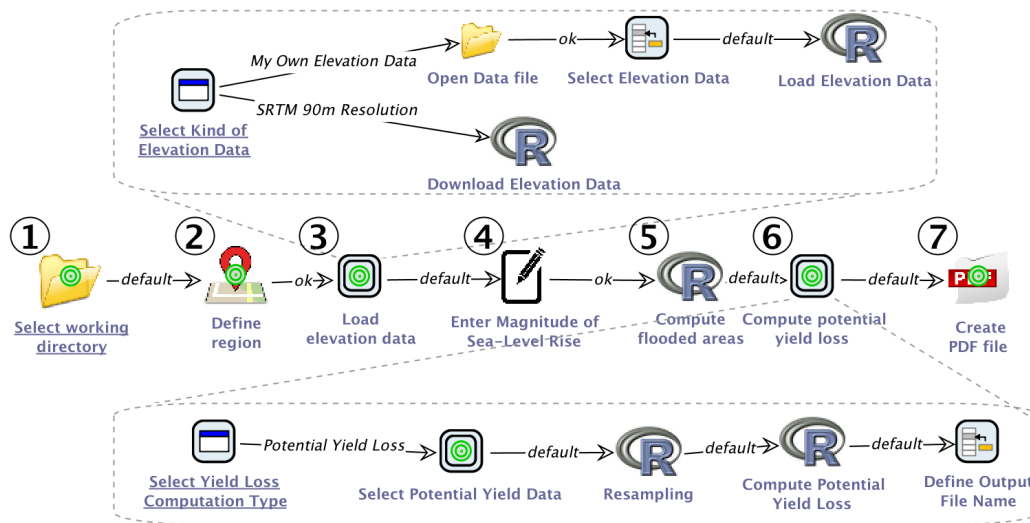 My Own Elevation Data
ok
default
Open Data file
Select Elevation Data
Load Elevation Data
SRTM 90m Resolution
Select Kind of
Elevation Data
R
R
Download Elevation Data
1
2
3
4
5
6
7
default
ok
default
ok
default
default
R
PDF
Select working
directory
Define
region
Load
elevation data
Enter Magnitude of
Sea-Level Rise
Compute
flooded areas
Compute potential
yield loss
Create
PDF file
Potential Yield Loss
default
default
default
R
R
Select Yield Loss
Computation Type
Select Potential Yield Data
Resampling
Compute Potential
Yield Loss
Define Output
File Name